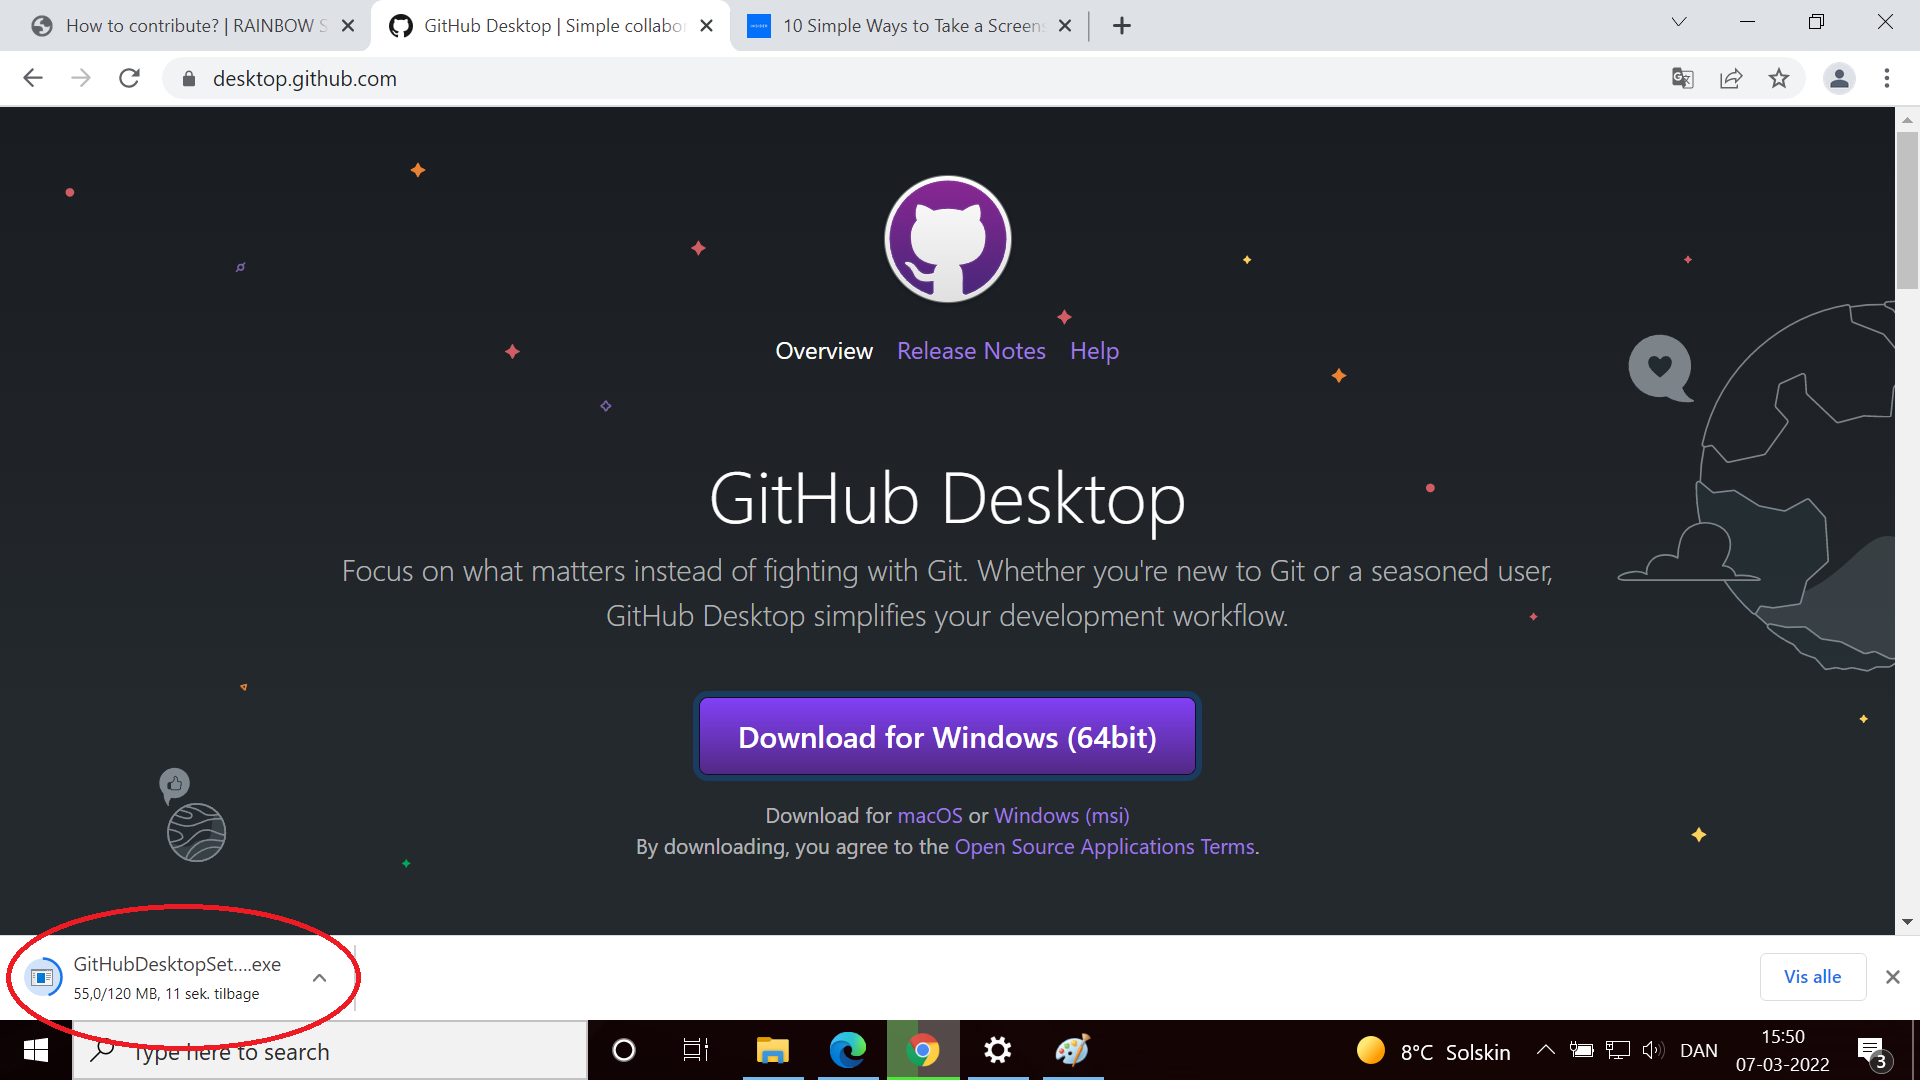 How to contribute? | RAINBOW S
GitHub Desktop | Simple collabor
INSIDER
10 Simple Ways to Take a Screens
desktop.github.com
Overview
Release Notes
Help
GitHub Desktop
Focus on what matters instead of fighting with Git. Whether you're new to Git or a seasoned user,
GitHub Desktop simplifies your development workflow.
Download for Windows (64bit)
Download for macOS or Windows (msi)
By downloading, you agree to the Open Source Applications Terms.
GitHubDesktopSet....exe
55,0/120 MB, 11 sek. tilbage
Vis alle
Type here to search
8°C Solskin
DAN
15:50
07-03-2022
3